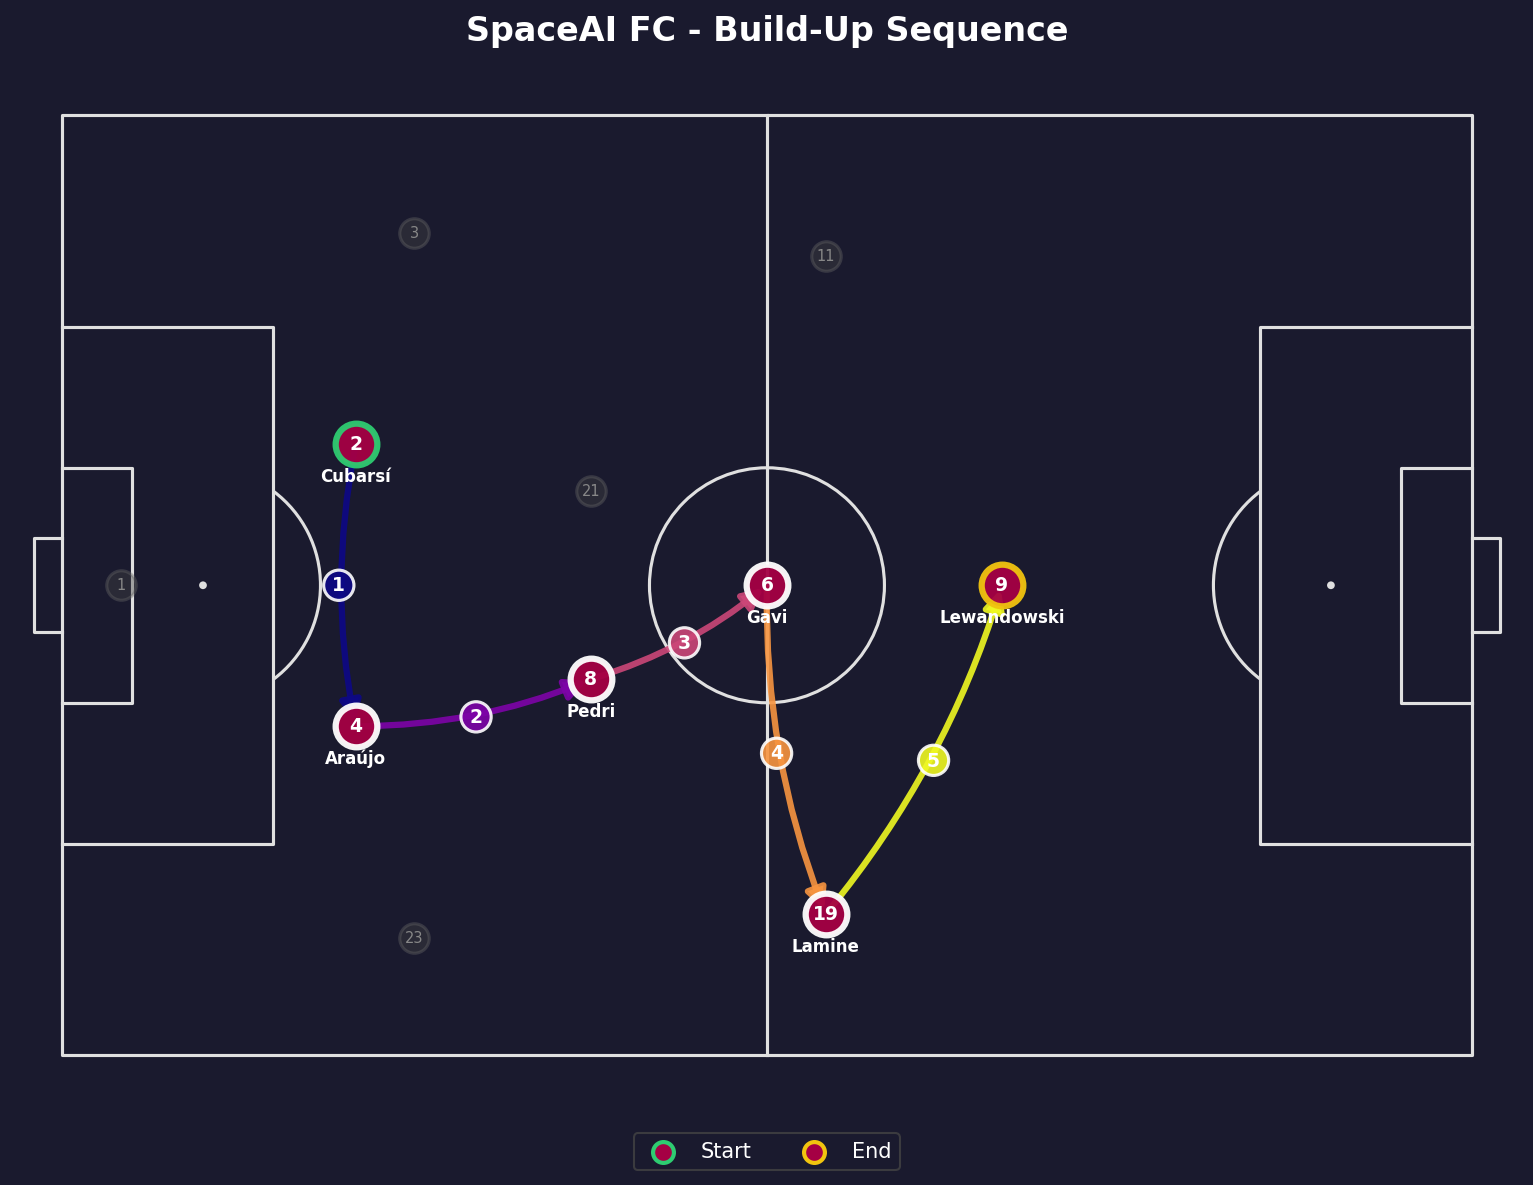 SpaceAI FC - Build-Up Sequence
3
11
2
Cubarsí
21
1
1
6
Gavi
9
Lewandowski
3
8
Pedri
2
4
Araújo
4
5
19
Lamine
23
Start
End